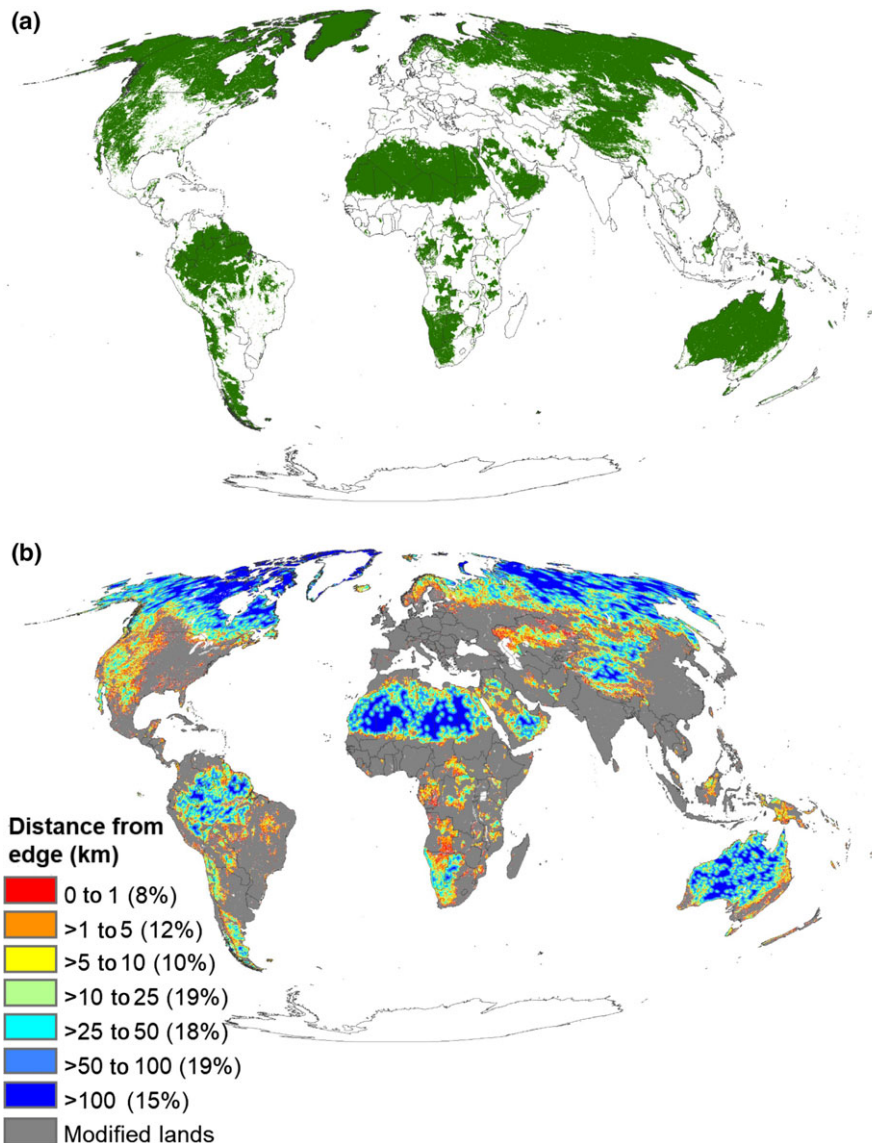 (a)
(b)
Distance from
edge (km)
0 to 1 (8%)
>1 to 5 (12%)
>5 to 10 (10%)
>10 to 25 (19%)
>25 to 50 (18%)
>50 to 100 (19%)
>100 (15%)
Modified lands